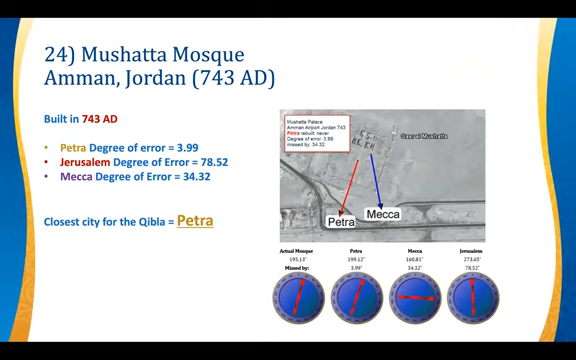 24) Mushatta Mosque
Amman, Jordan (743 AD)
Built in 743 AD
• Petra Degree of error = 3.99
• Jerusalem Degree of Error = 78.52
• Mecca Degree of Error = 34.32
Closest city for the Qibla = Petra
Mushatta Palace
Amman Airport Jordan 743
Petra rebuilt: never
Degree of error: 3.99
missed by: 34.32
Qasr el Mushatta
Petra
Mecca
Actual Mosque Petra Mecca Jerusalem
195.13° 199.12° 160.81° 273.65°
Missed by: 3.99° 34.32° 78.52°